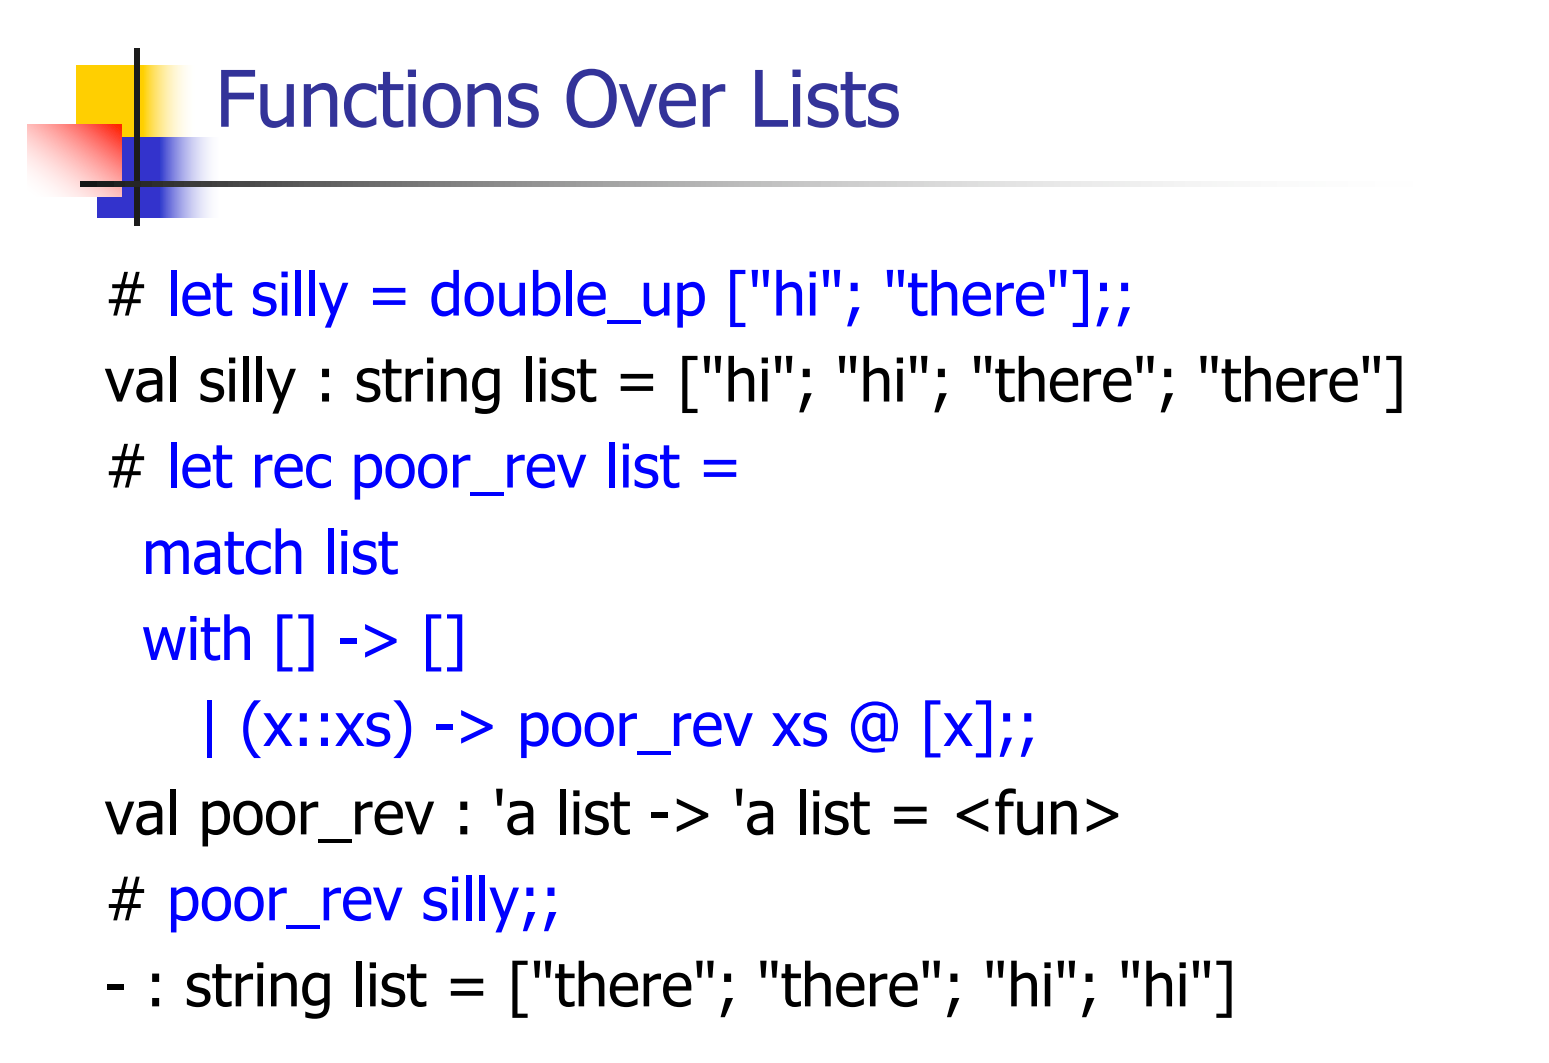 Functions Over Lists
# let silly = double_up ["hi"; "there"];;
val silly : string list = ["hi"; "hi"; "there"; "there"]
# let rec poor_rev list =
match list
with [] -> []
| (x::xs) -> poor_rev xs @ [x];;
val poor_rev : 'a list -> 'a list = <fun>
# poor_rev silly;;
- : string list = ["there"; "there"; "hi"; "hi"]